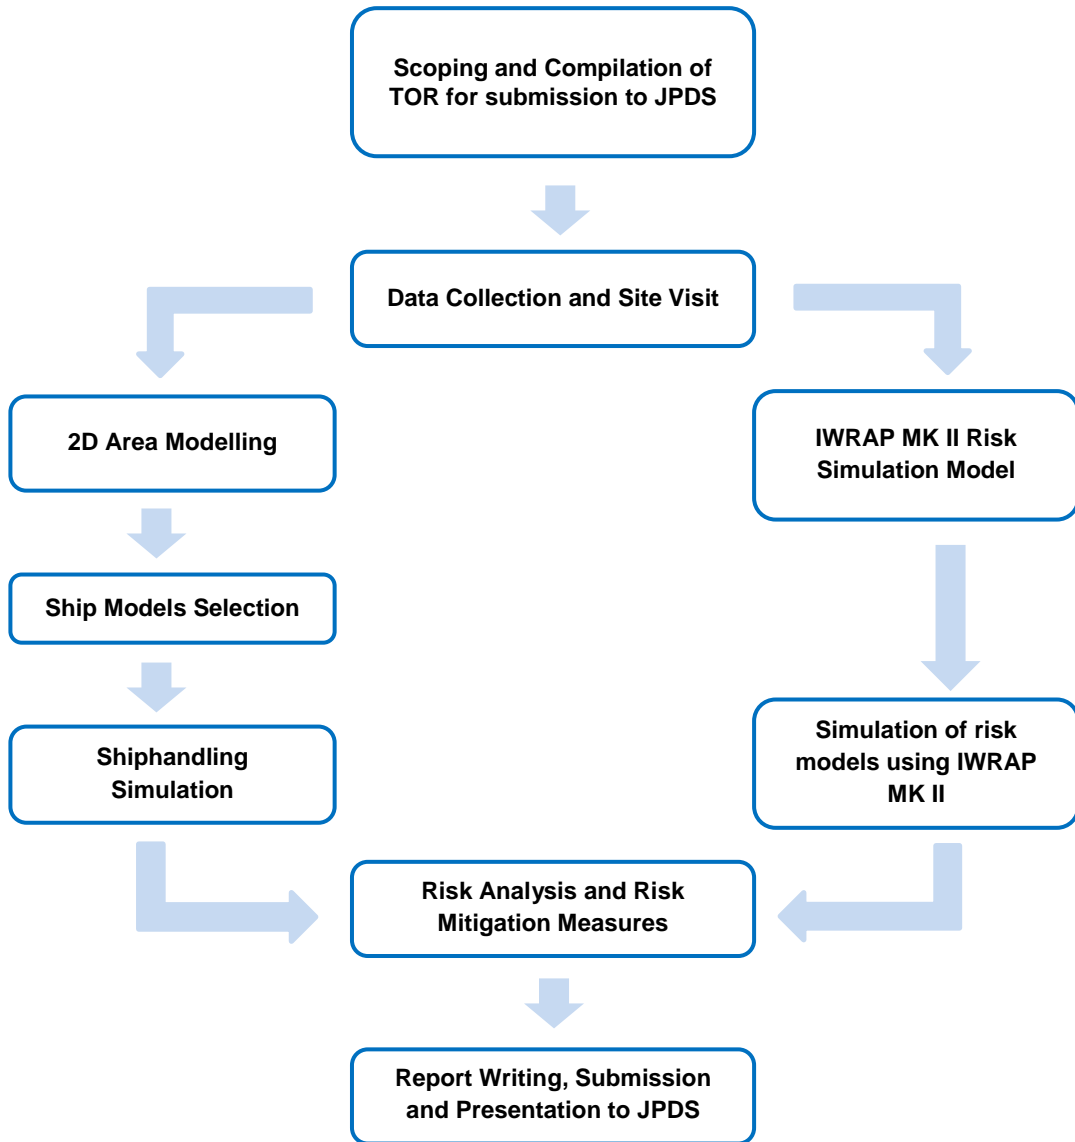 Scoping and Compilation of
TOR for submission to JPDS
Data Collection and Site Visit
2D Area Modelling
IWRAP MK II Risk
Simulation Model
Ship Models Selection
Shiphandling
Simulation
Simulation of risk
models using IWRAP
MK II
Risk Analysis and Risk
Mitigation Measures
Report Writing, Submission
and Presentation to JPDS